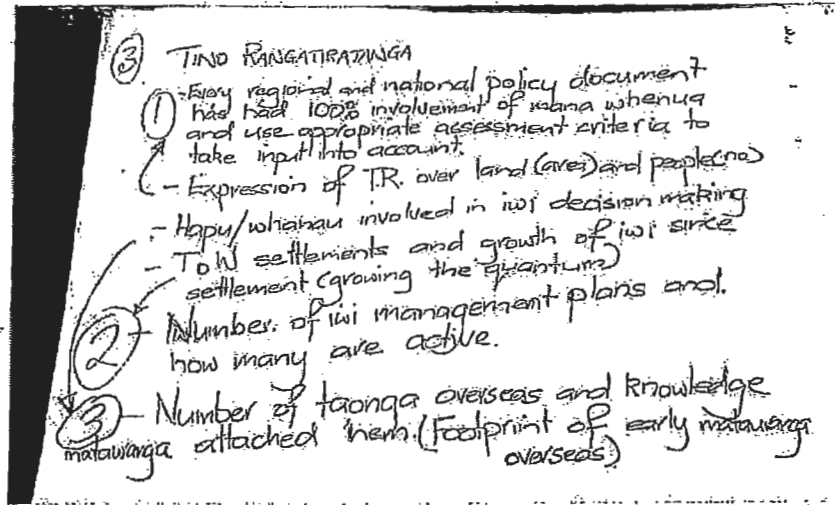 ③ TINO RANGATIRATANGA
① - Every regional and national policy document
has had 100% involvement of mana whenua
and use appropriate assessment criteria to
take input into account.
- Expression of T.R. over land (area) and people (no)
- Hapu/whanau involved in iwi decision making
- ToW settlements and growth of iwi since
settlement (growing the quantum)
② - Number of iwi management plans and
how many are active.
③ - Number of taonga overseas and knowledge
matauranga attached hem. (Footprint of early matauranga
overseas)